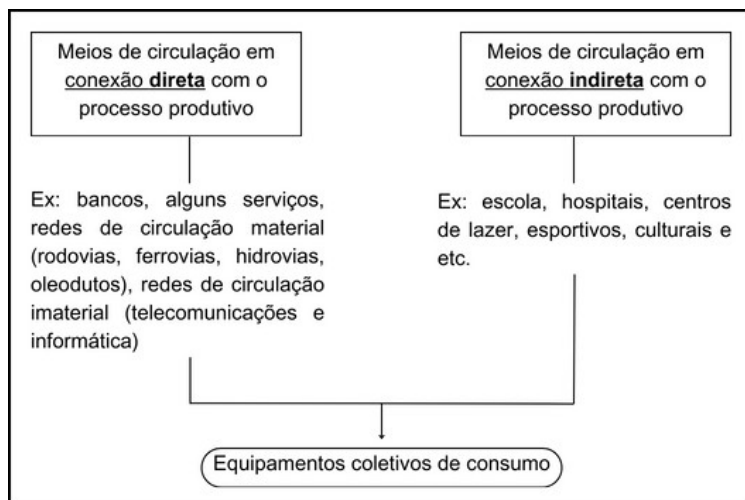 Meios de circulação em
conexão direta com o
processo produtivo
Meios de circulação em
conexão indireta com o
processo produtivo
Ex: bancos, alguns serviços,
redes de circulação material
(rodovias, ferrovias, hidrovias,
oleodutos), redes de circulação
imaterial (telecomunicações e
informática)
Ex: escola, hospitais, centros
de lazer, esportivos, culturais e
etc.
Equipamentos coletivos de consumo